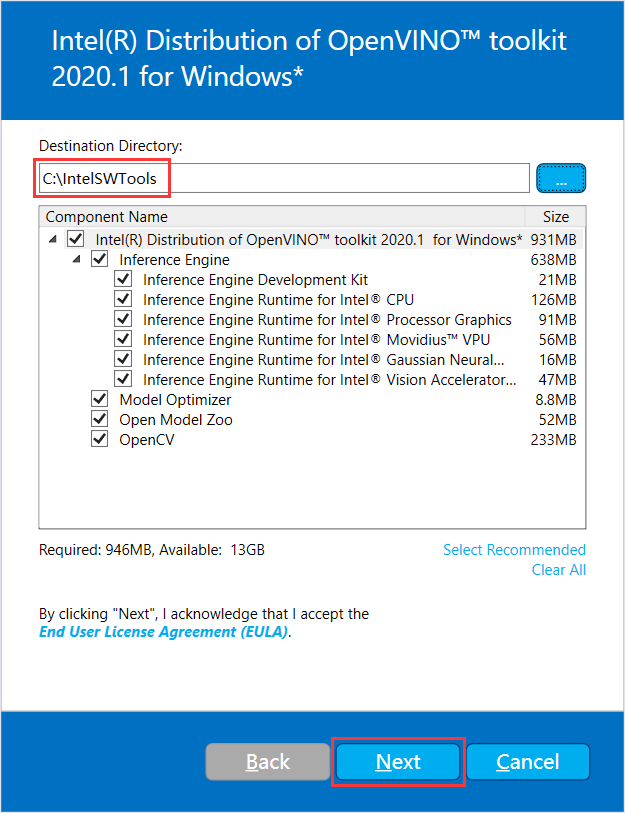 Intel(R) Distribution of OpenVINO™ toolkit
2020.1 for Windows*
Destination Directory:
C:\IntelSWTools
...
Component Name Size
Intel(R) Distribution of OpenVINO™ toolkit 2020.1 for Windows* 931MB
Inference Engine 638MB
Inference Engine Development Kit 21MB
Inference Engine Runtime for Intel® CPU 126MB
Inference Engine Runtime for Intel® Processor Graphics 91MB
Inference Engine Runtime for Intel® Movidius™ VPU 56MB
Inference Engine Runtime for Intel® Gaussian Neural... 16MB
Inference Engine Runtime for Intel® Vision Accelerator... 47MB
Model Optimizer 8.8MB
Open Model Zoo 52MB
OpenCV 233MB
Required: 946MB, Available: 13GB Select Recommended
Clear All
By clicking "Next", I acknowledge that I accept the
End User License Agreement (EULA).
Back Next Cancel